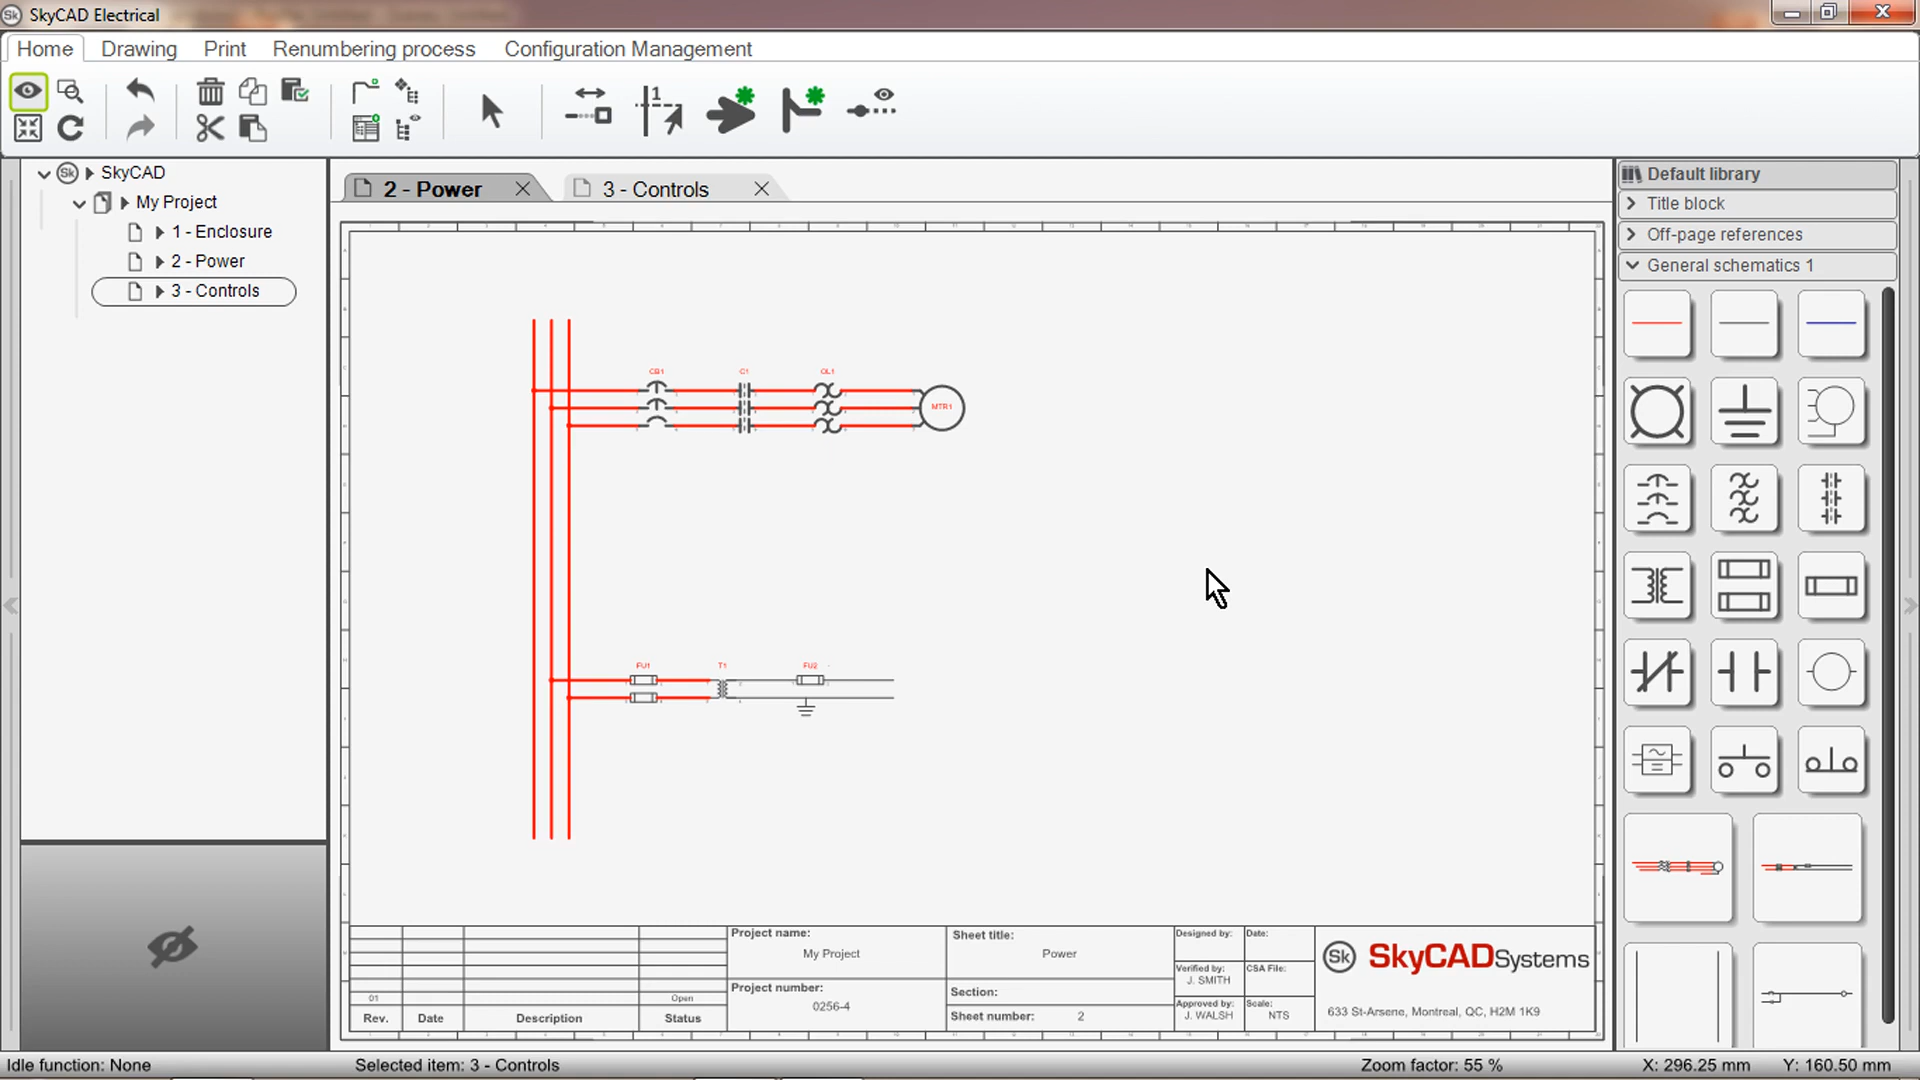 Sk SkyCAD Electrical
Home Drawing Print Renumbering process Configuration Management
1
Sk SkyCAD
My Project
1 - Enclosure
2 - Power
3 - Controls
2 - Power
3 - Controls
Default library
Title block
Off-page references
General schematics 1
CB1 C1 OL1
MTR1
FU1 T1 FU2
Project name:
My Project
Project number:
0256-4
Sheet title:
Power
Section:
Sheet number: 2
Designed by: Date:
Verified by: CSA File:
J. SMITH
Approved by: Scale:
J. WALSH NTS
Sk SkyCADSystems
633 St-Arsene, Montreal, QC, H2M 1K9
01 Open
Rev. Date Description Status
Idle function: None
Selected item: 3 - Controls
Zoom factor: 55 %
X: 296.25 mm
Y: 160.50 mm